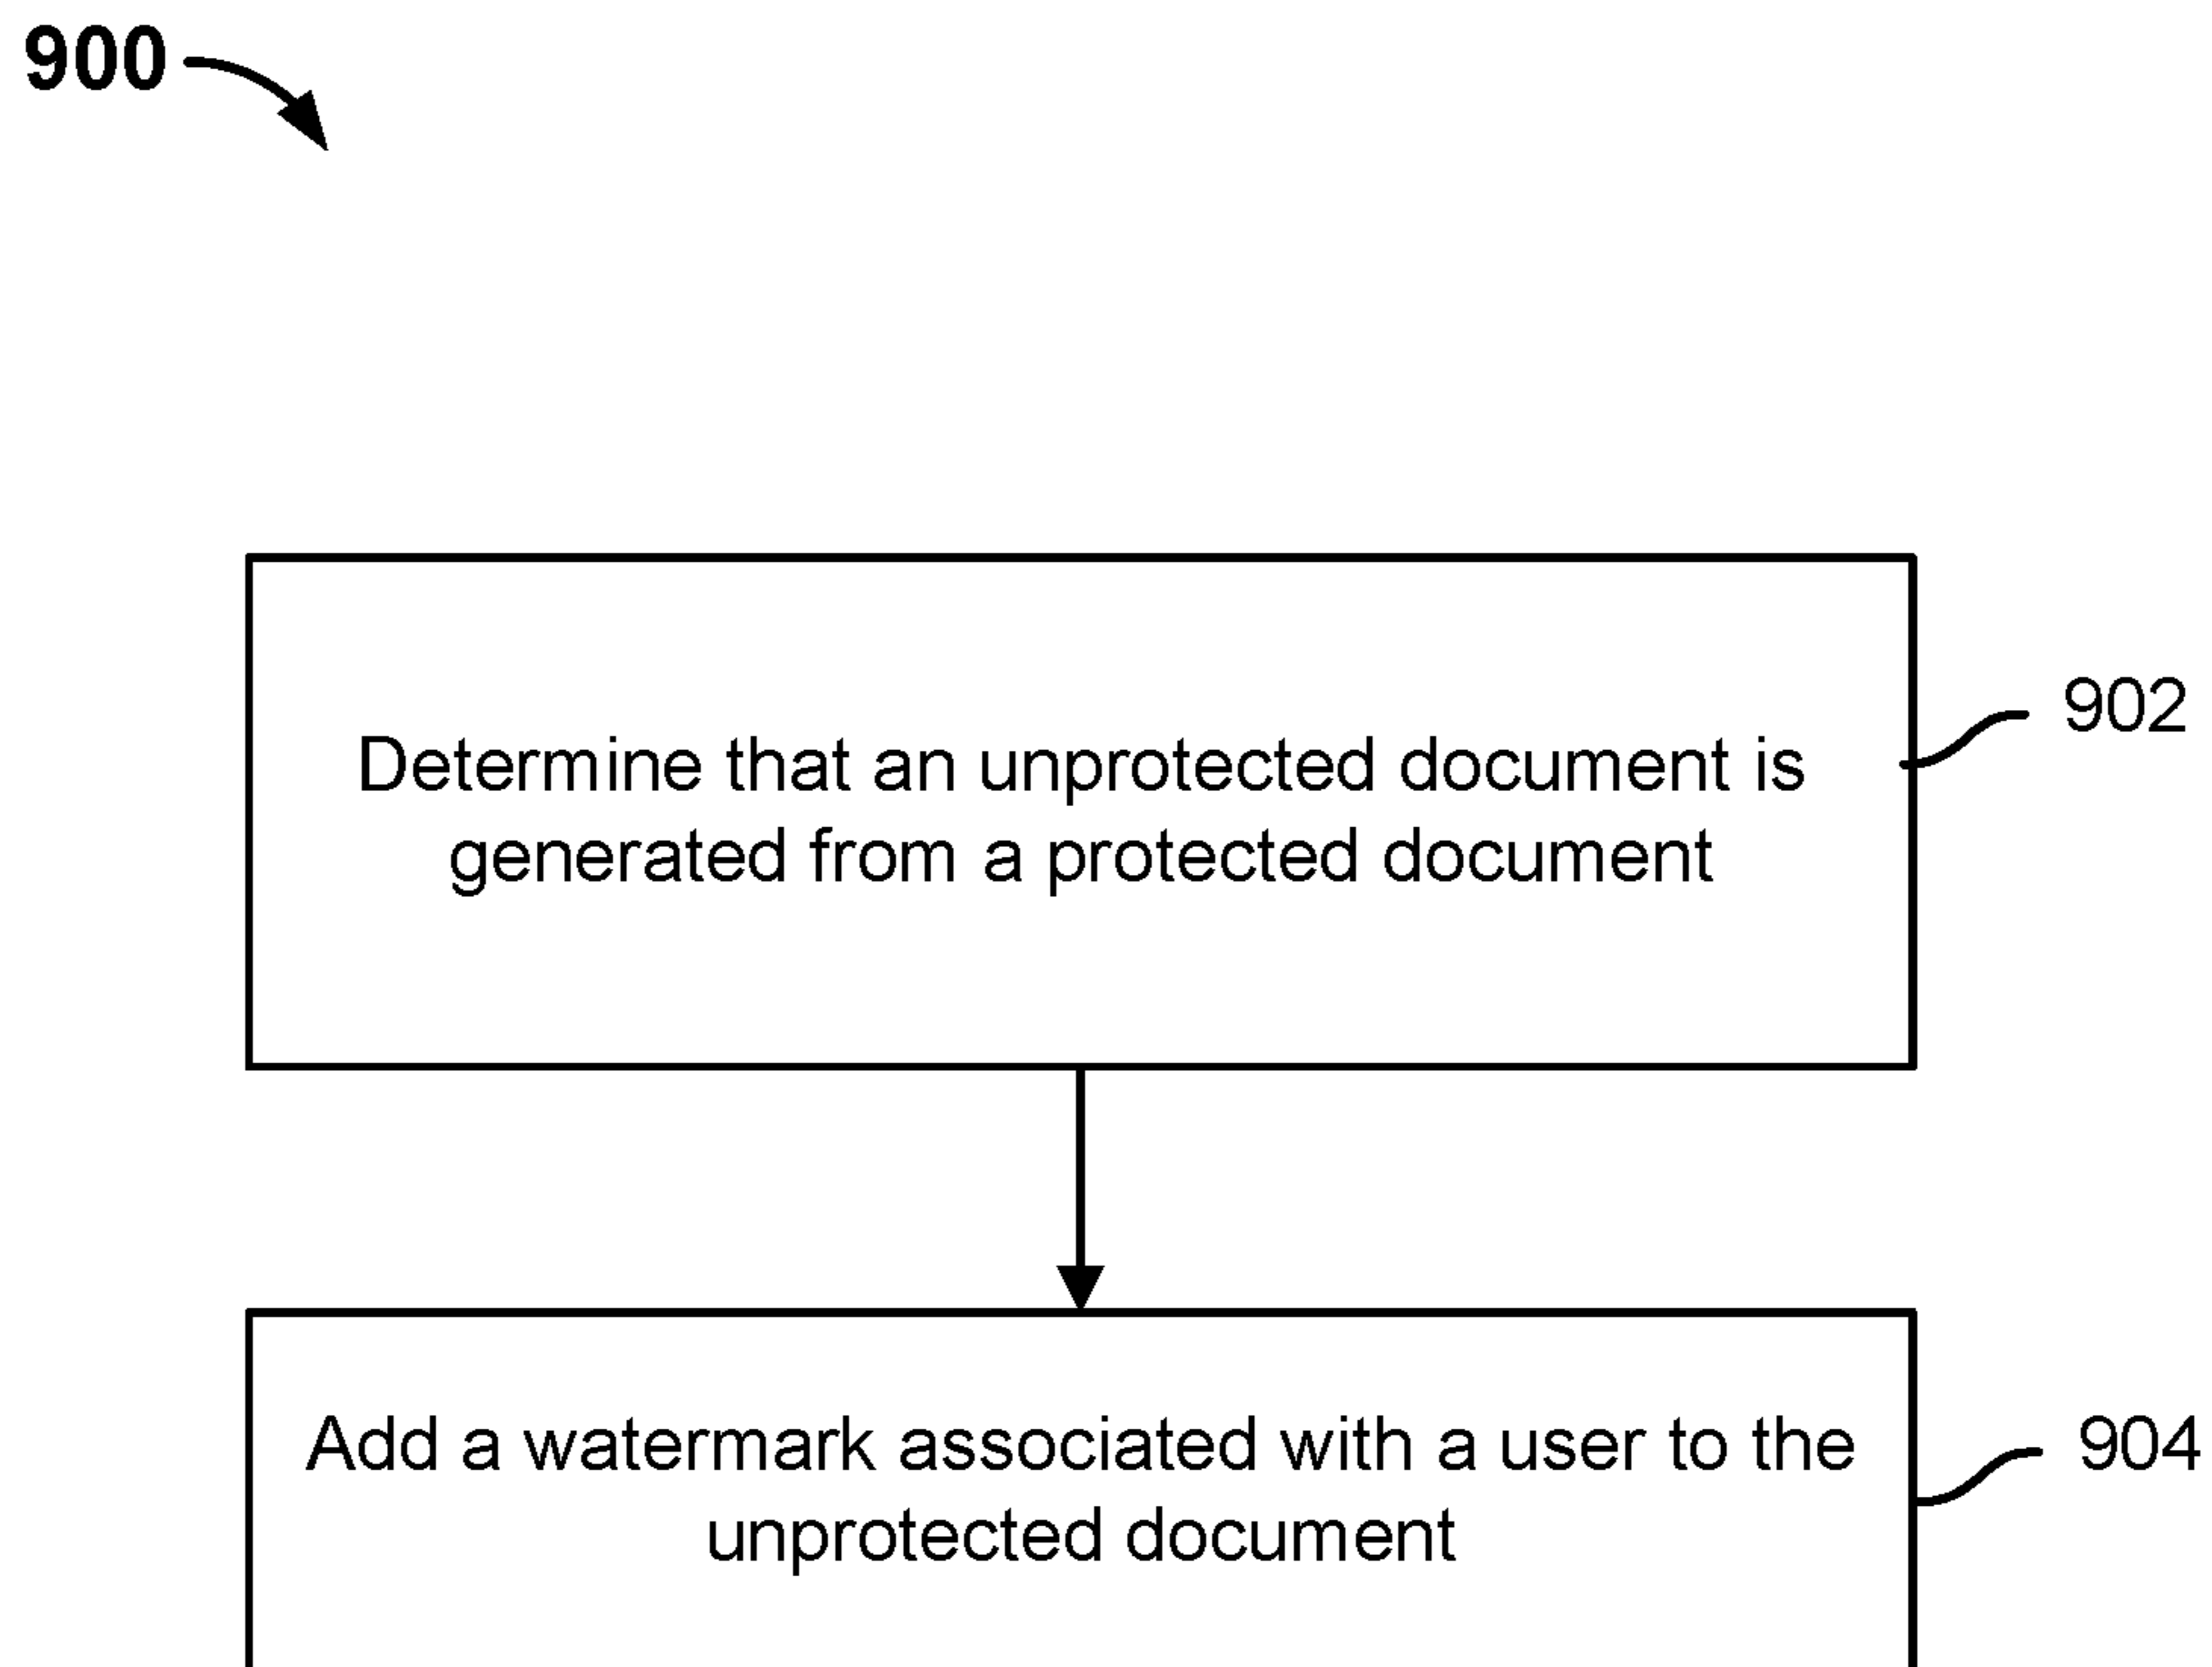 900
Determine that an unprotected document is
generated from a protected document
902
Add a watermark associated with a user to the
unprotected document
904